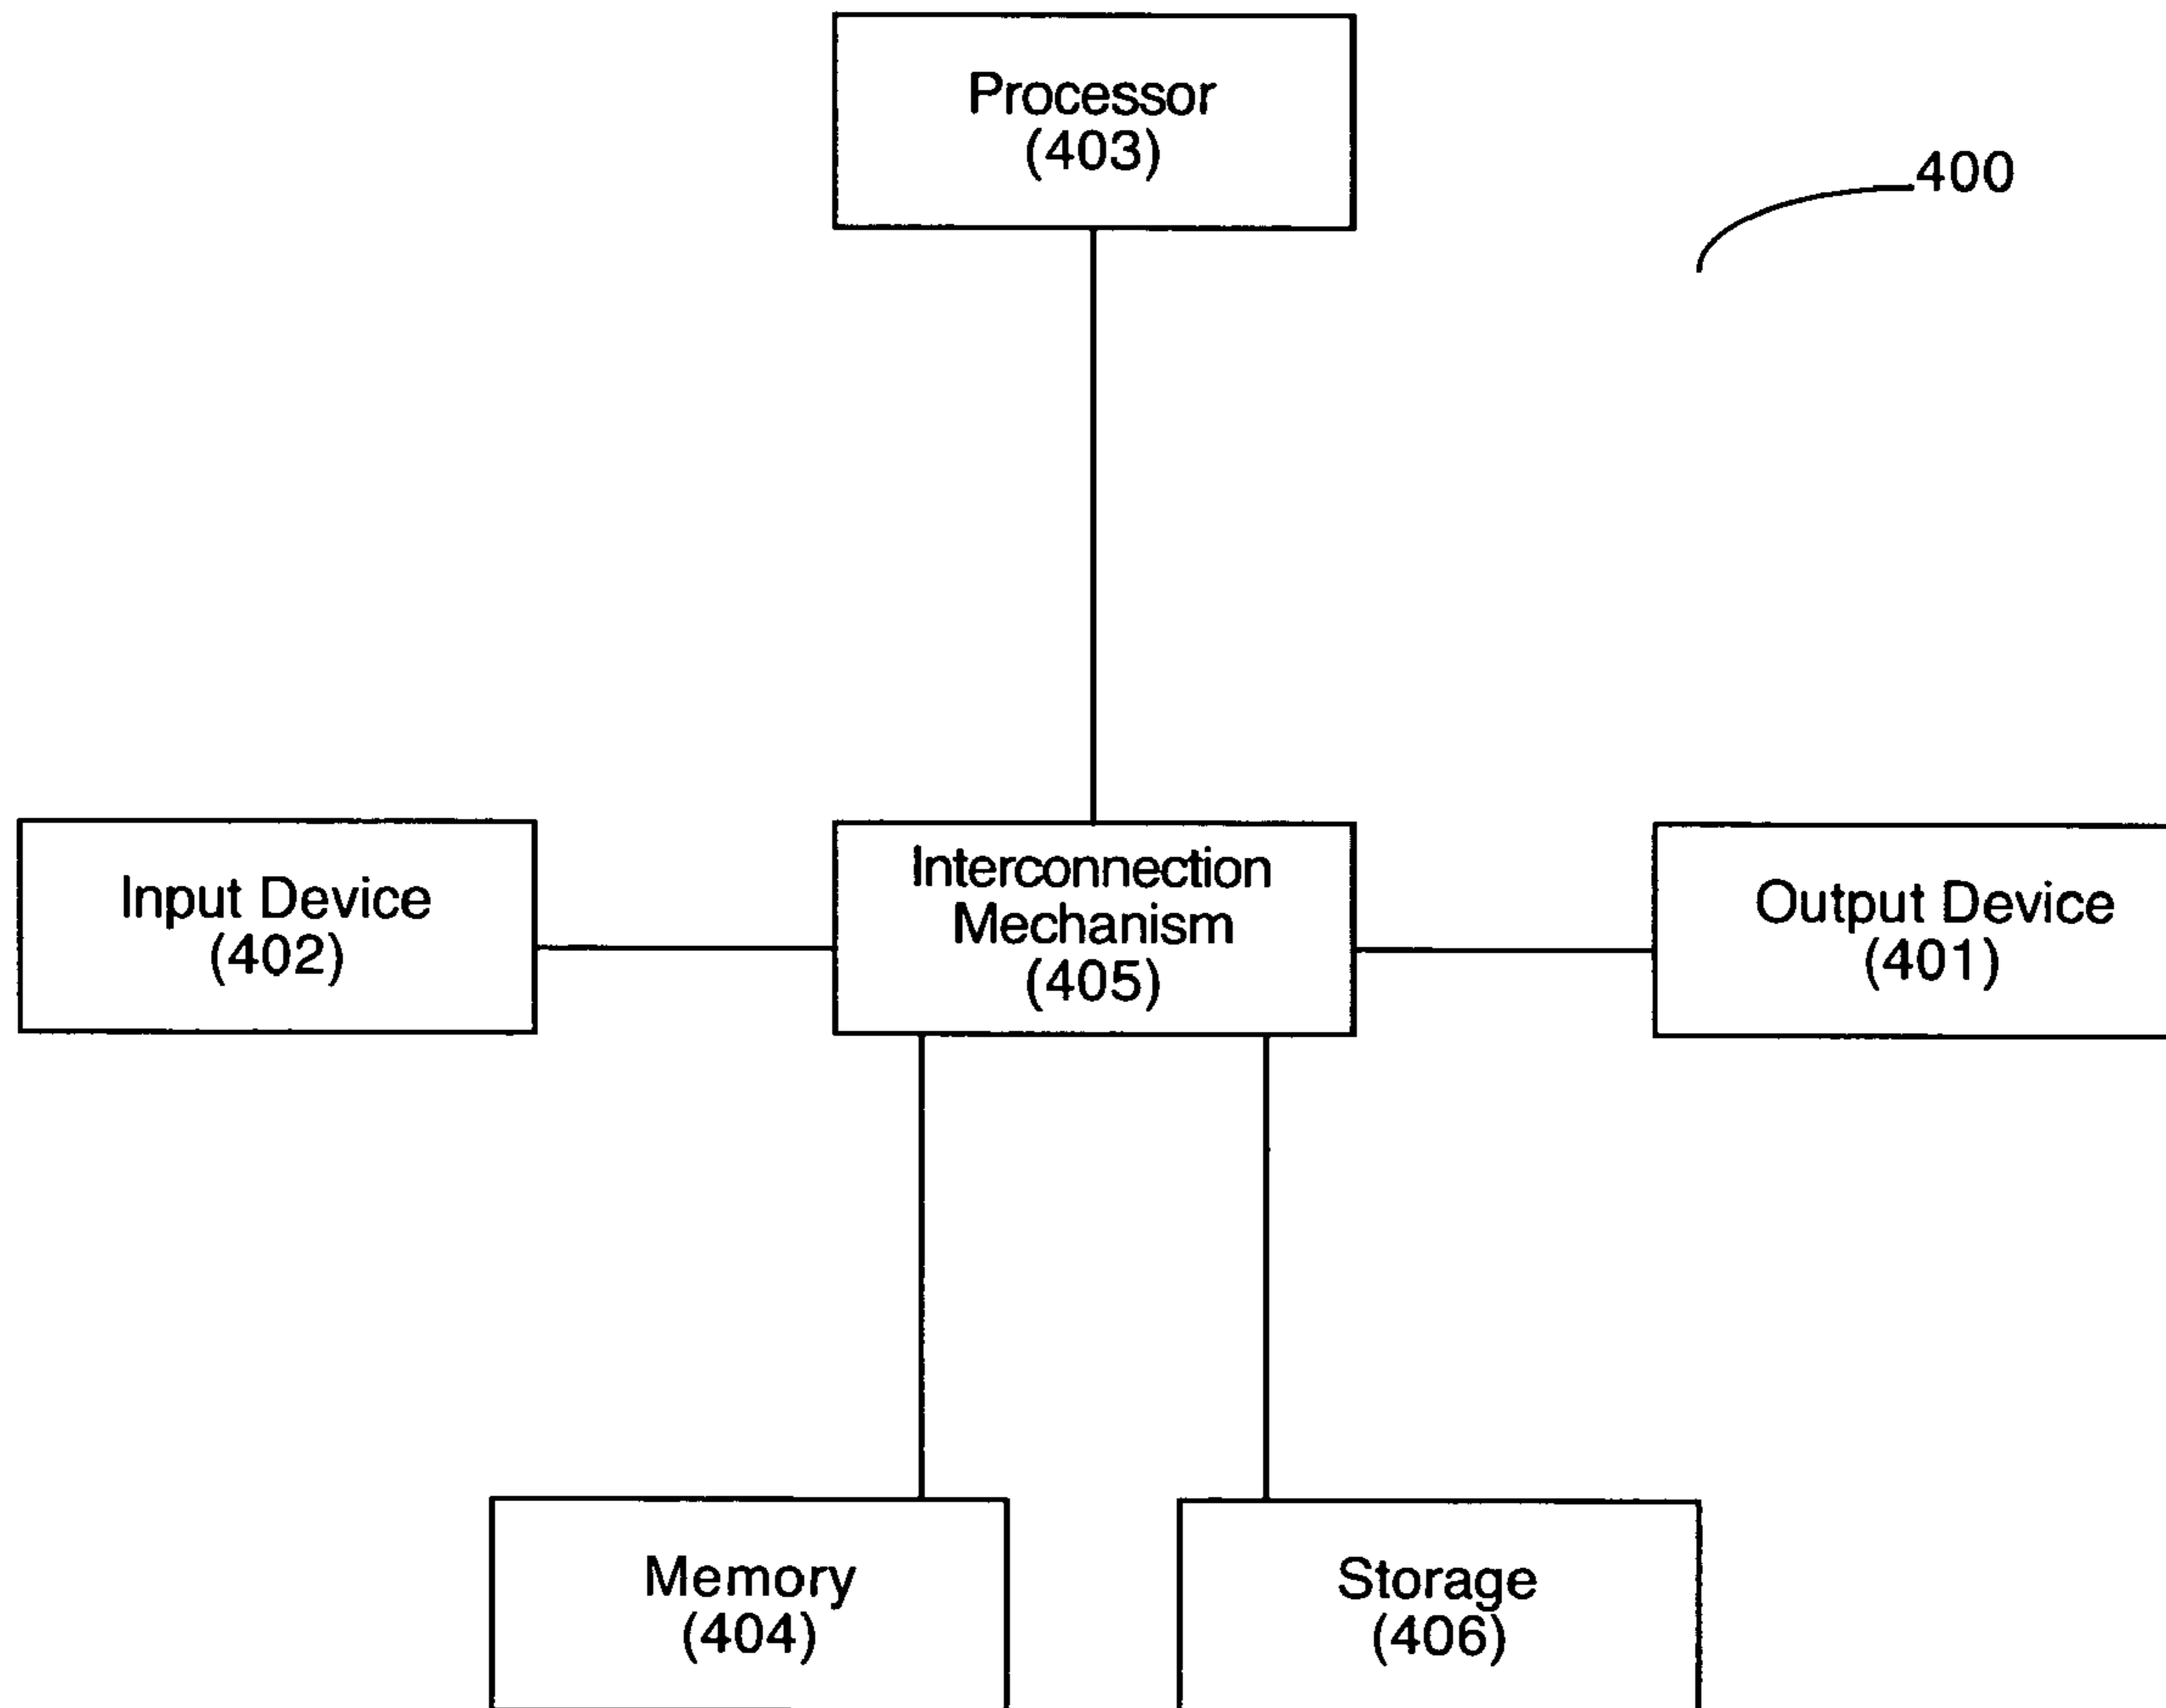 Processor
(403)
400
Input Device
(402)
Interconnection
Mechanism
(405)
Output Device
(401)
Memory
(404)
Storage
(406)